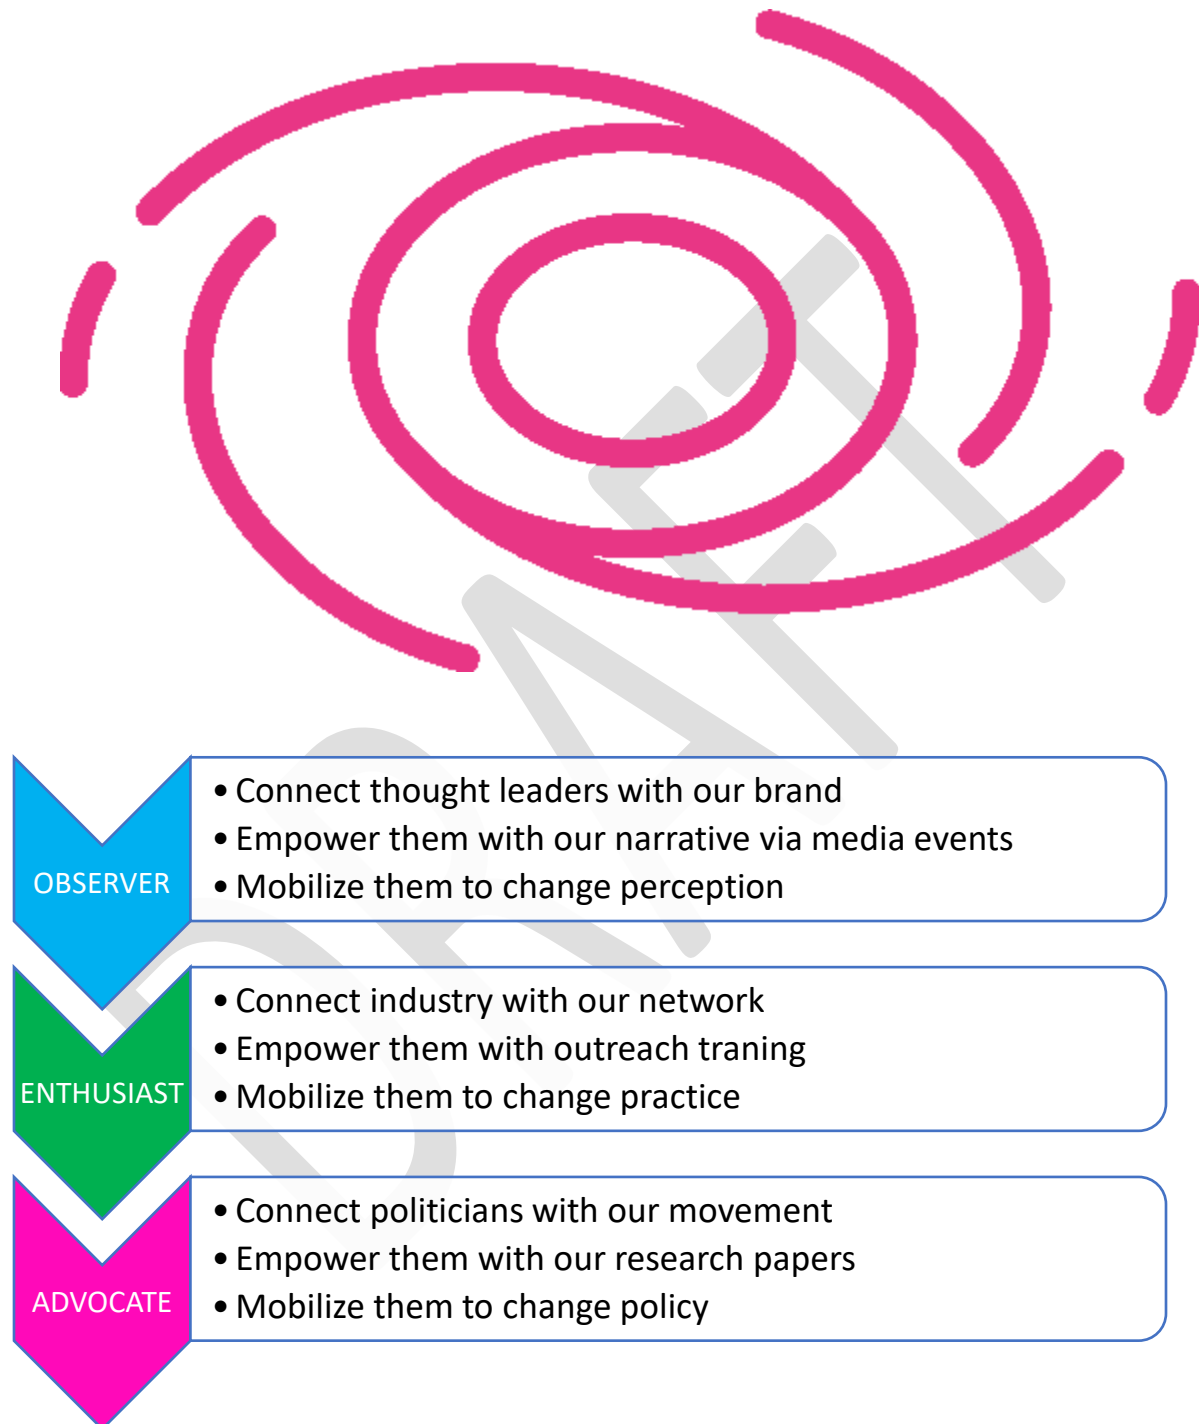 DRAFT
OBSERVER
• Connect thought leaders with our brand
• Empower them with our narrative via media events
• Mobilize them to change perception
ENTHUSIAST
• Connect industry with our network
• Empower them with outreach traning
• Mobilize them to change practice
ADVOCATE
• Connect politicians with our movement
• Empower them with our research papers
• Mobilize them to change policy